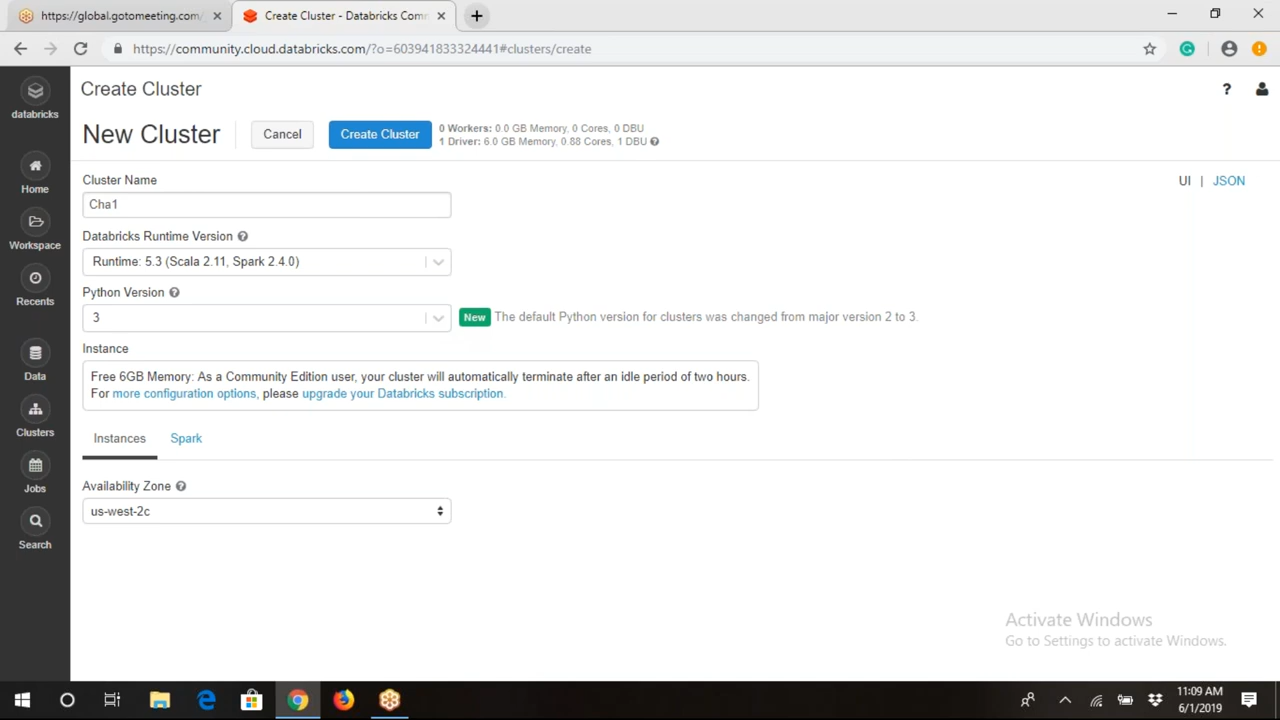 https://global.gotomeeting.com/
Create Cluster - Databricks Comm
https://community.cloud.databricks.com/?o=603941833324441#clusters/create
databricks
Home
Workspace
Recents
Data
Clusters
Jobs
Search
Create Cluster
?
New Cluster
Cancel
Create Cluster
0 Workers: 0.0 GB Memory, 0 Cores, 0 DBU
1 Driver: 6.0 GB Memory, 0.88 Cores, 1 DBU ?
Cluster Name
UI | JSON
Cha1
Databricks Runtime Version ?
Runtime: 5.3 (Scala 2.11, Spark 2.4.0)
Python Version ?
3
New The default Python version for clusters was changed from major version 2 to 3.
Instance
Free 6GB Memory: As a Community Edition user, your cluster will automatically terminate after an idle period of two hours.
For more configuration options, please upgrade your Databricks subscription.
Instances
Spark
Availability Zone ?
us-west-2c
Activate Windows
Go to Settings to activate Windows.
11:09 AM
6/1/2019